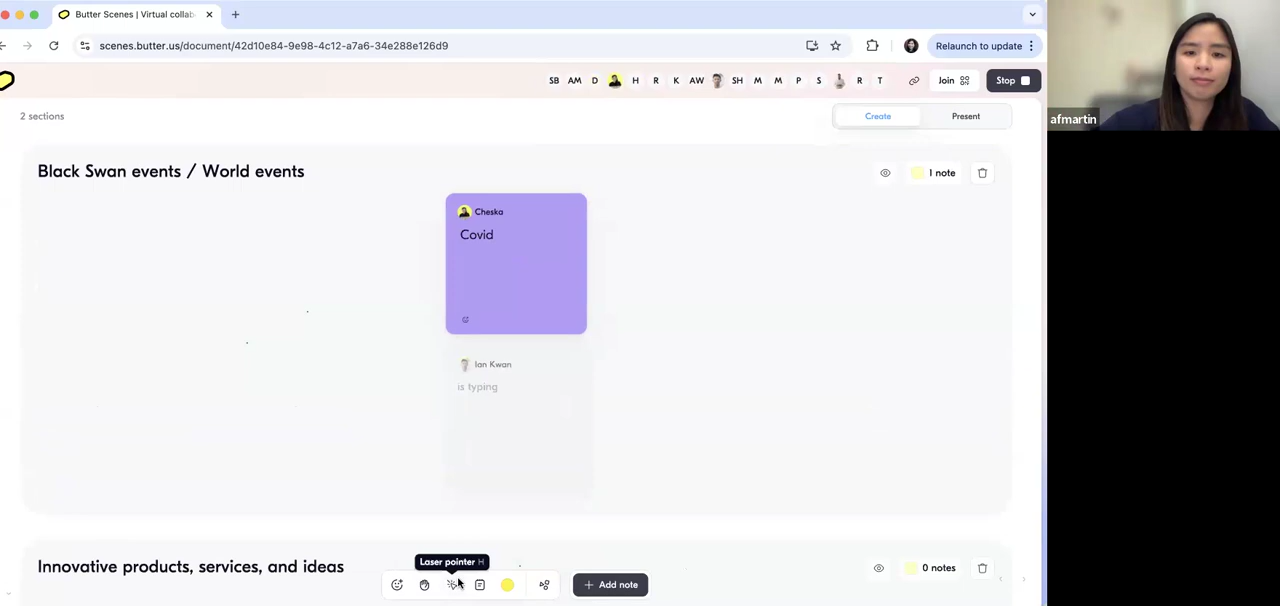 Butter Scenes | Virtual collab
scenes.butter.us/document/42d10e84-9e98-4c12-a7a6-34e288e126d9
Relaunch to update
SB AM D H R K AW SH M M P S R T
Join
Stop
2 sections
Create
Present
Black Swan events / World events
1 note
Cheska
Covid
Ian Kwan
is typing
Innovative products, services, and ideas
0 notes
Laser pointer H
+ Add note
afmartin